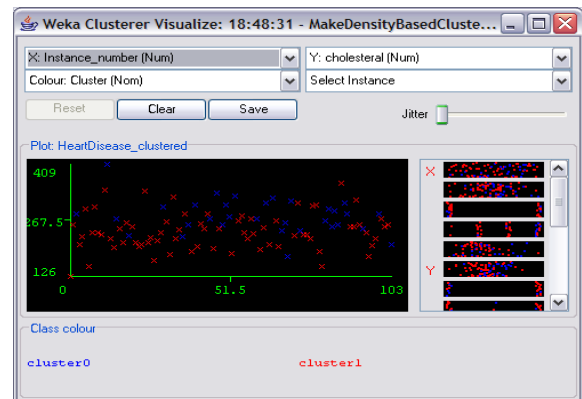 Weka Clusterer Visualize: 18:48:31 - MakeDensityBasedCluste...
X: Instance_number (Num)
Y: cholesteral (Num)
Colour: Cluster (Nom)
Select Instance
Reset
Clear
Save
Jitter
Plot: HeartDisease_clustered
409
267.5
126
0
51.5
103
X
Y
Class colour
cluster0
cluster1